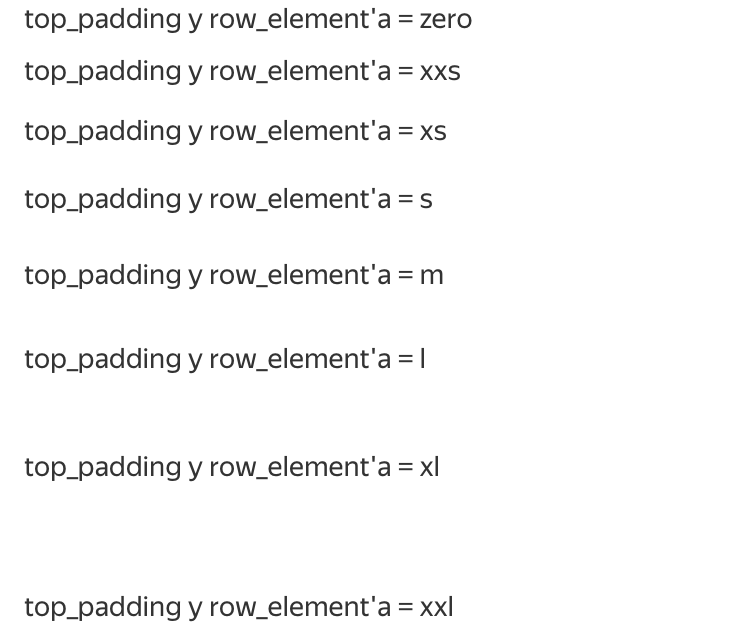 top_padding y row_element'a = zero
top_padding y row_element'a = xxs
top_padding y row_element'a = xs
top_padding y row_element'a = s
top_padding y row_element'a = m
top_padding y row_element'a = l
top_padding y row_element'a = xl
top_padding y row_element'a = xxl